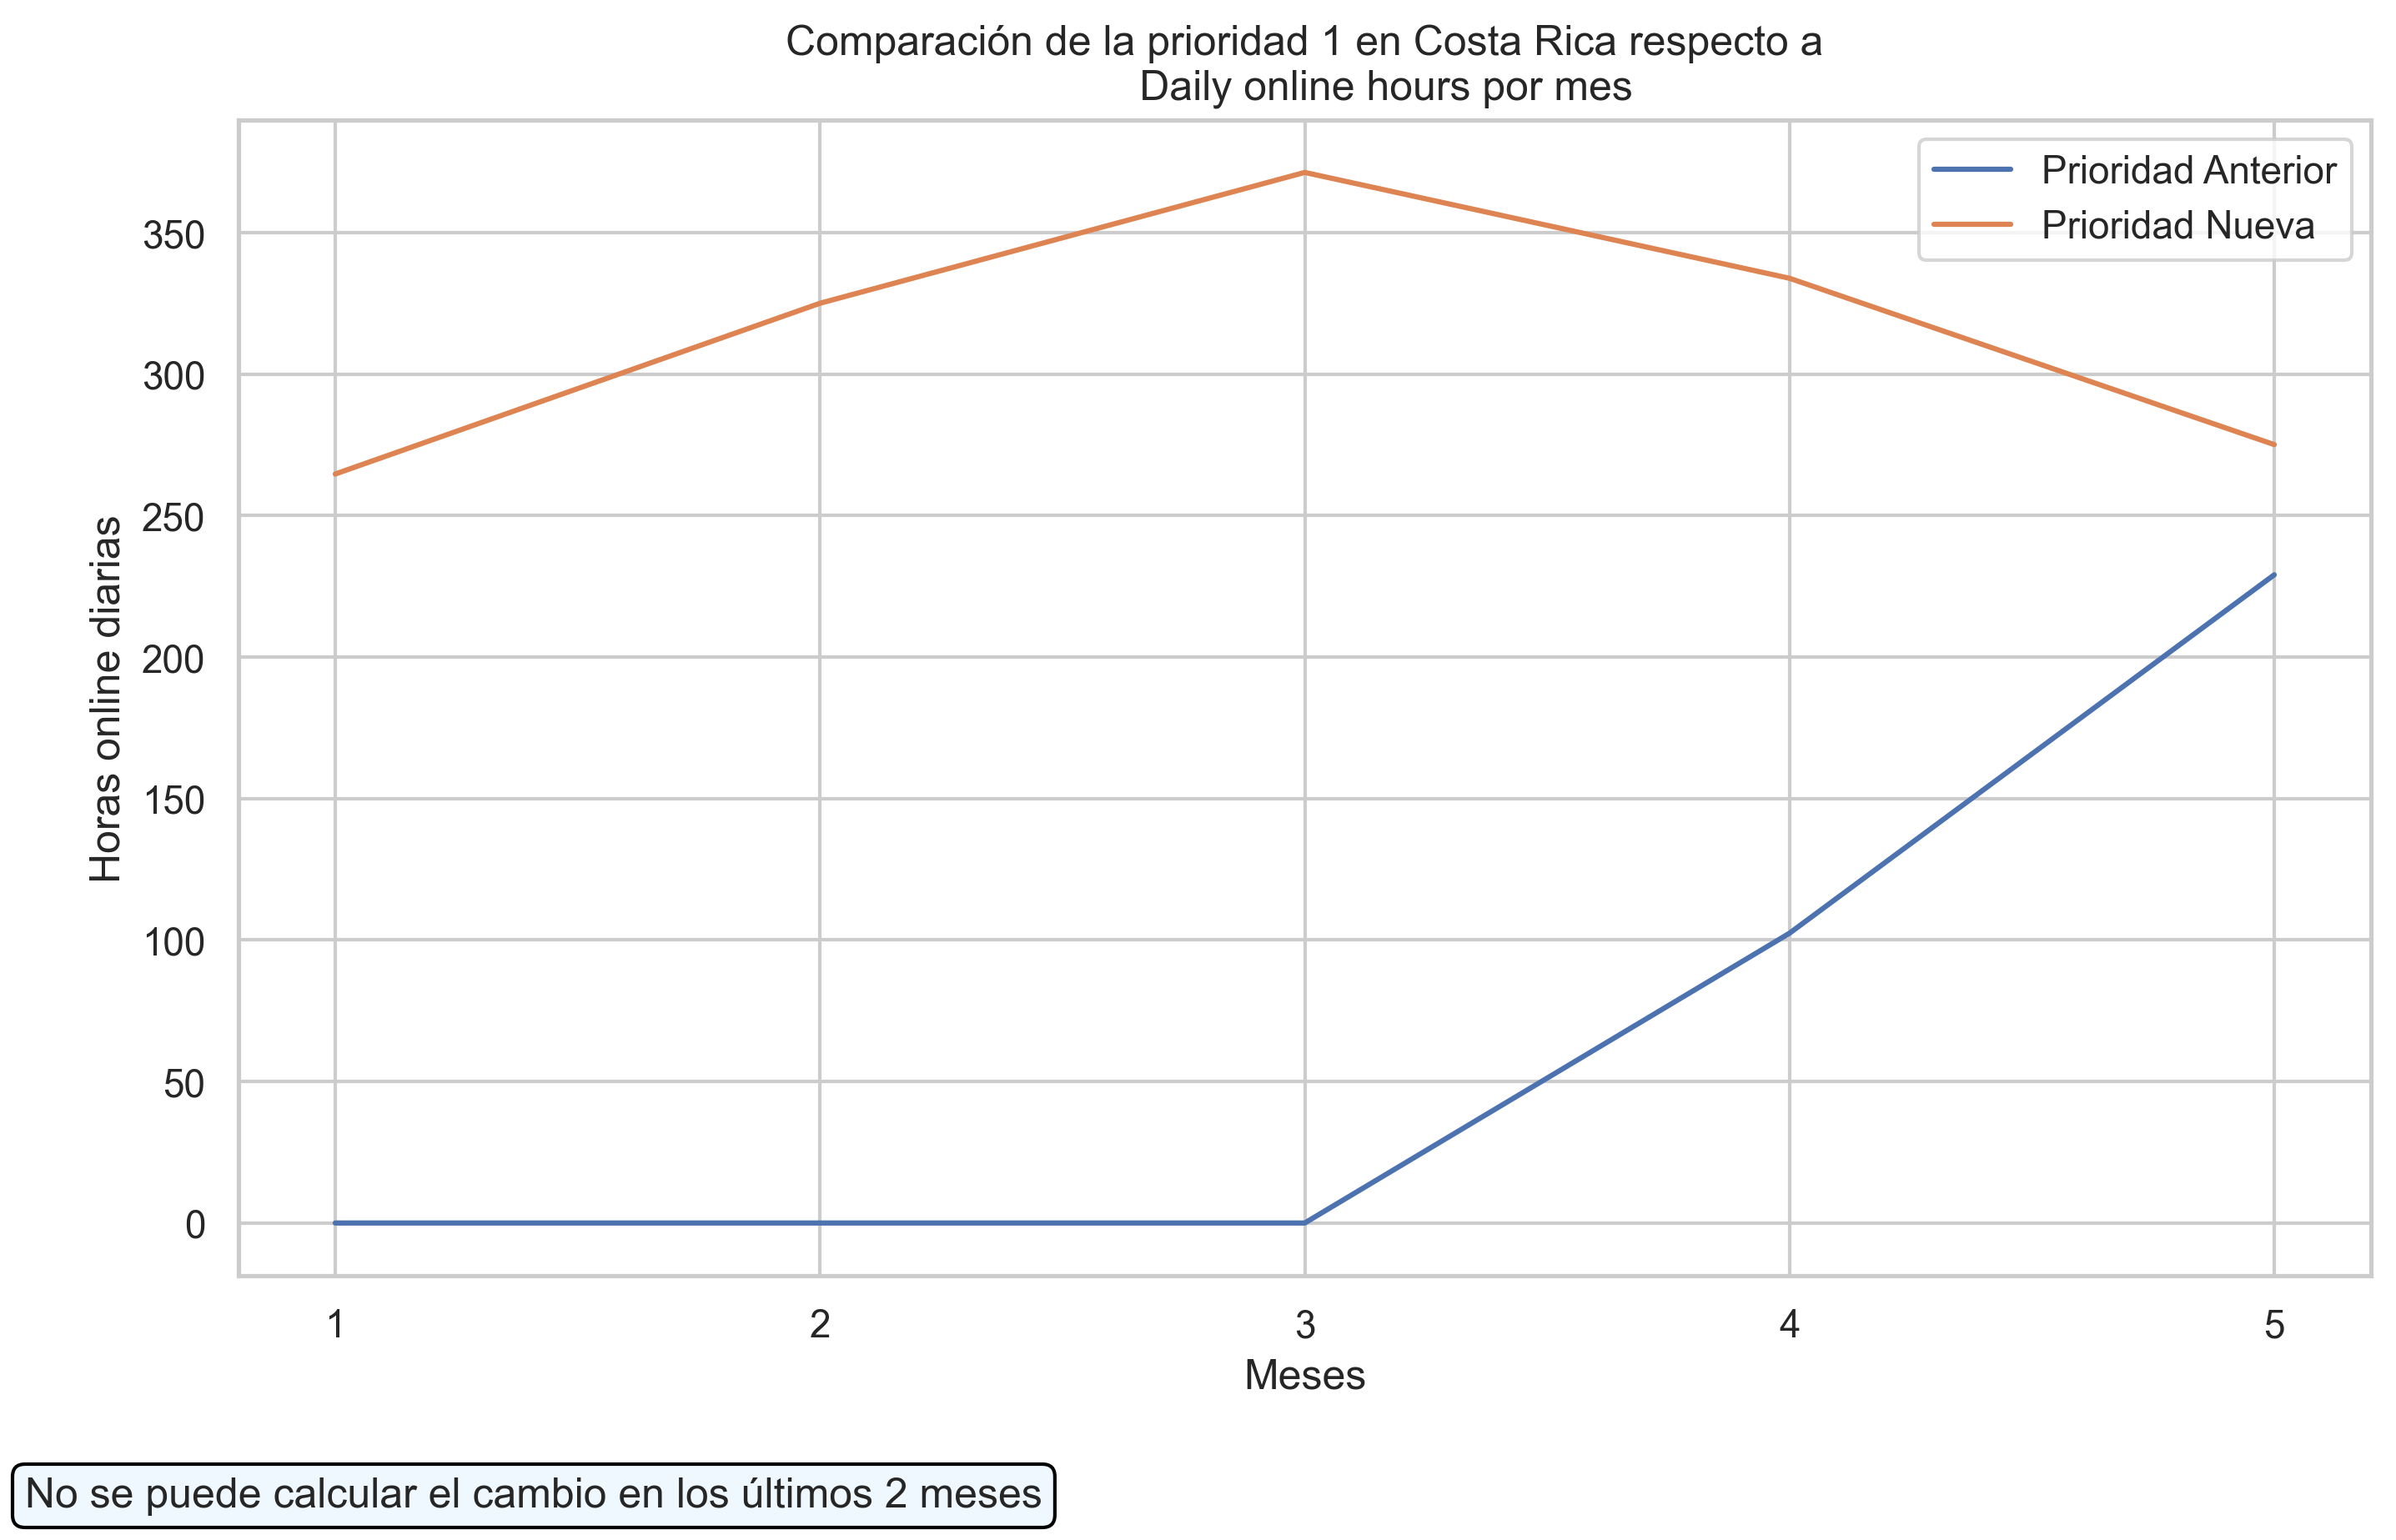 Comparación de la prioridad 1 en Costa Rica respecto a
Daily online hours por mes
Prioridad Anterior
Prioridad Nueva
Horas online diarias
350
300
250
200
150
100
50
0
1 2 3 4 5
Meses
No se puede calcular el cambio en los últimos 2 meses